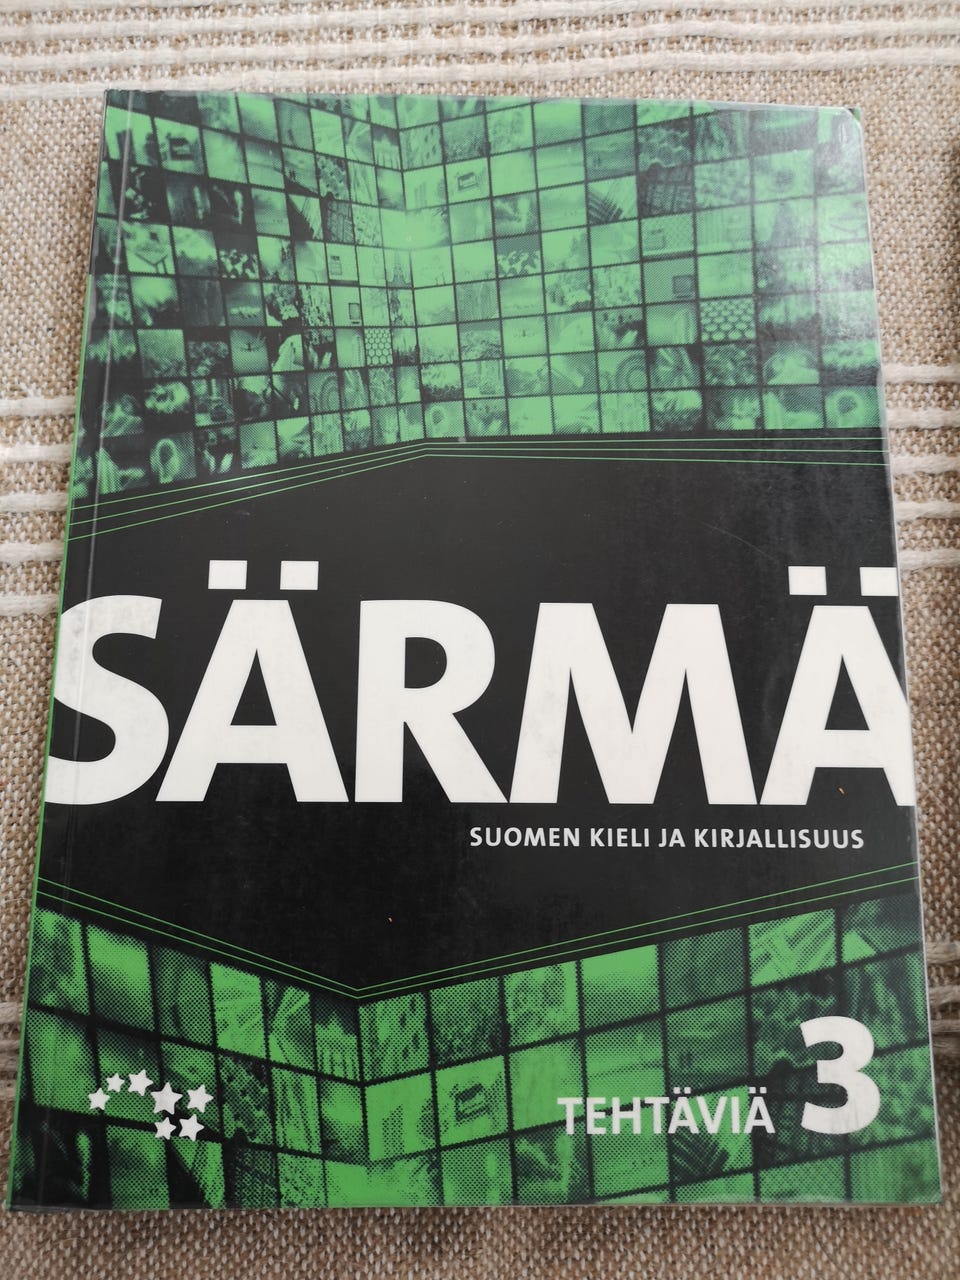 SÄRMÄ
SUOMEN KIELI JA KIRJALLISUUS
TEHTÄVIÄ 3